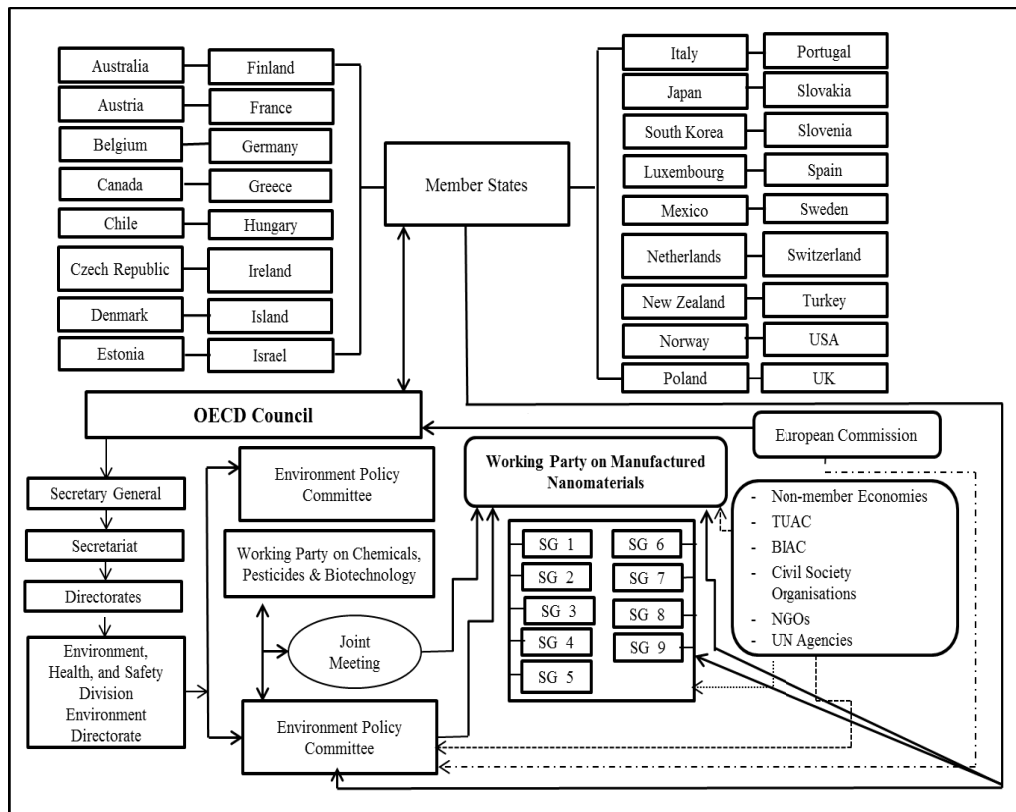 Australia
Finland
Austria
France
Belgium
Germany
Canada
Greece
Chile
Hungary
Czech Republic
Ireland
Denmark
Island
Estonia
Israel
Member States
Italy
Portugal
Japan
Slovakia
South Korea
Slovenia
Luxembourg
Spain
Mexico
Sweden
Netherlands
Switzerland
New Zealand
Turkey
Norway
USA
Poland
UK
OECD Council
European Commission
Secretary General
Secretariat
Directorates
Environment,
Health, and Safety
Division
Environment
Directorate
Environment Policy
Committee
Working Party on Chemicals,
Pesticides & Biotechnology
Joint
Meeting
Environment Policy
Committee
Working Party on Manufactured
Nanomaterials
SG 1
SG 2
SG 3
SG 4
SG 5
SG 6
SG 7
SG 8
SG 9
- Non-member Economies
- TUAC
- BIAC
- Civil Society
Organisations
- NGOs
- UN Agencies